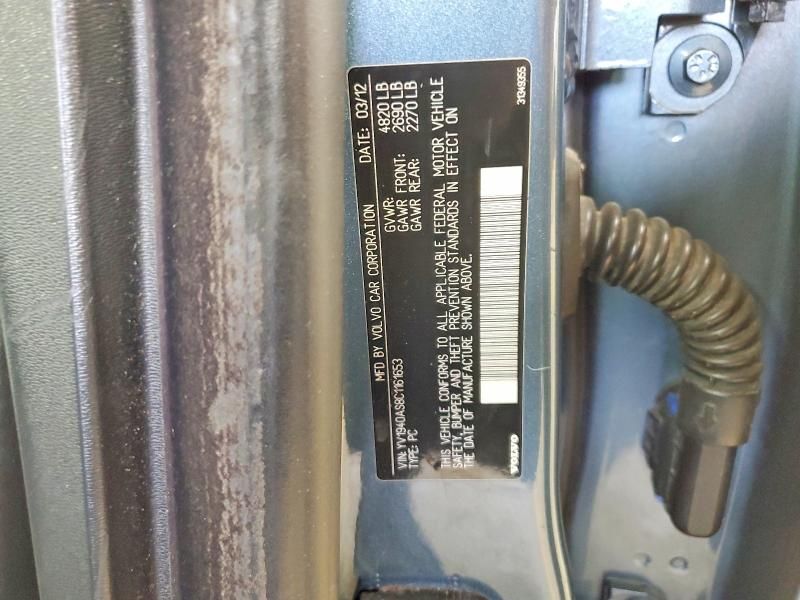 MFD BY VOLVO CAR CORPORATION DATE: 03/12
GVWR: 4820 LB
GAWR FRONT: 2690 LB
GAWR REAR: 2270 LB
VIN: YV1940AS8C1161653
TYPE: PC
THIS VEHICLE CONFORMS TO ALL APPLICABLE FEDERAL MOTOR VEHICLE
SAFETY, BUMPER AND THEFT PREVENTION STANDARDS IN EFFECT ON
THE DATE OF MANUFACTURE SHOWN ABOVE.
VOLVO
31349355